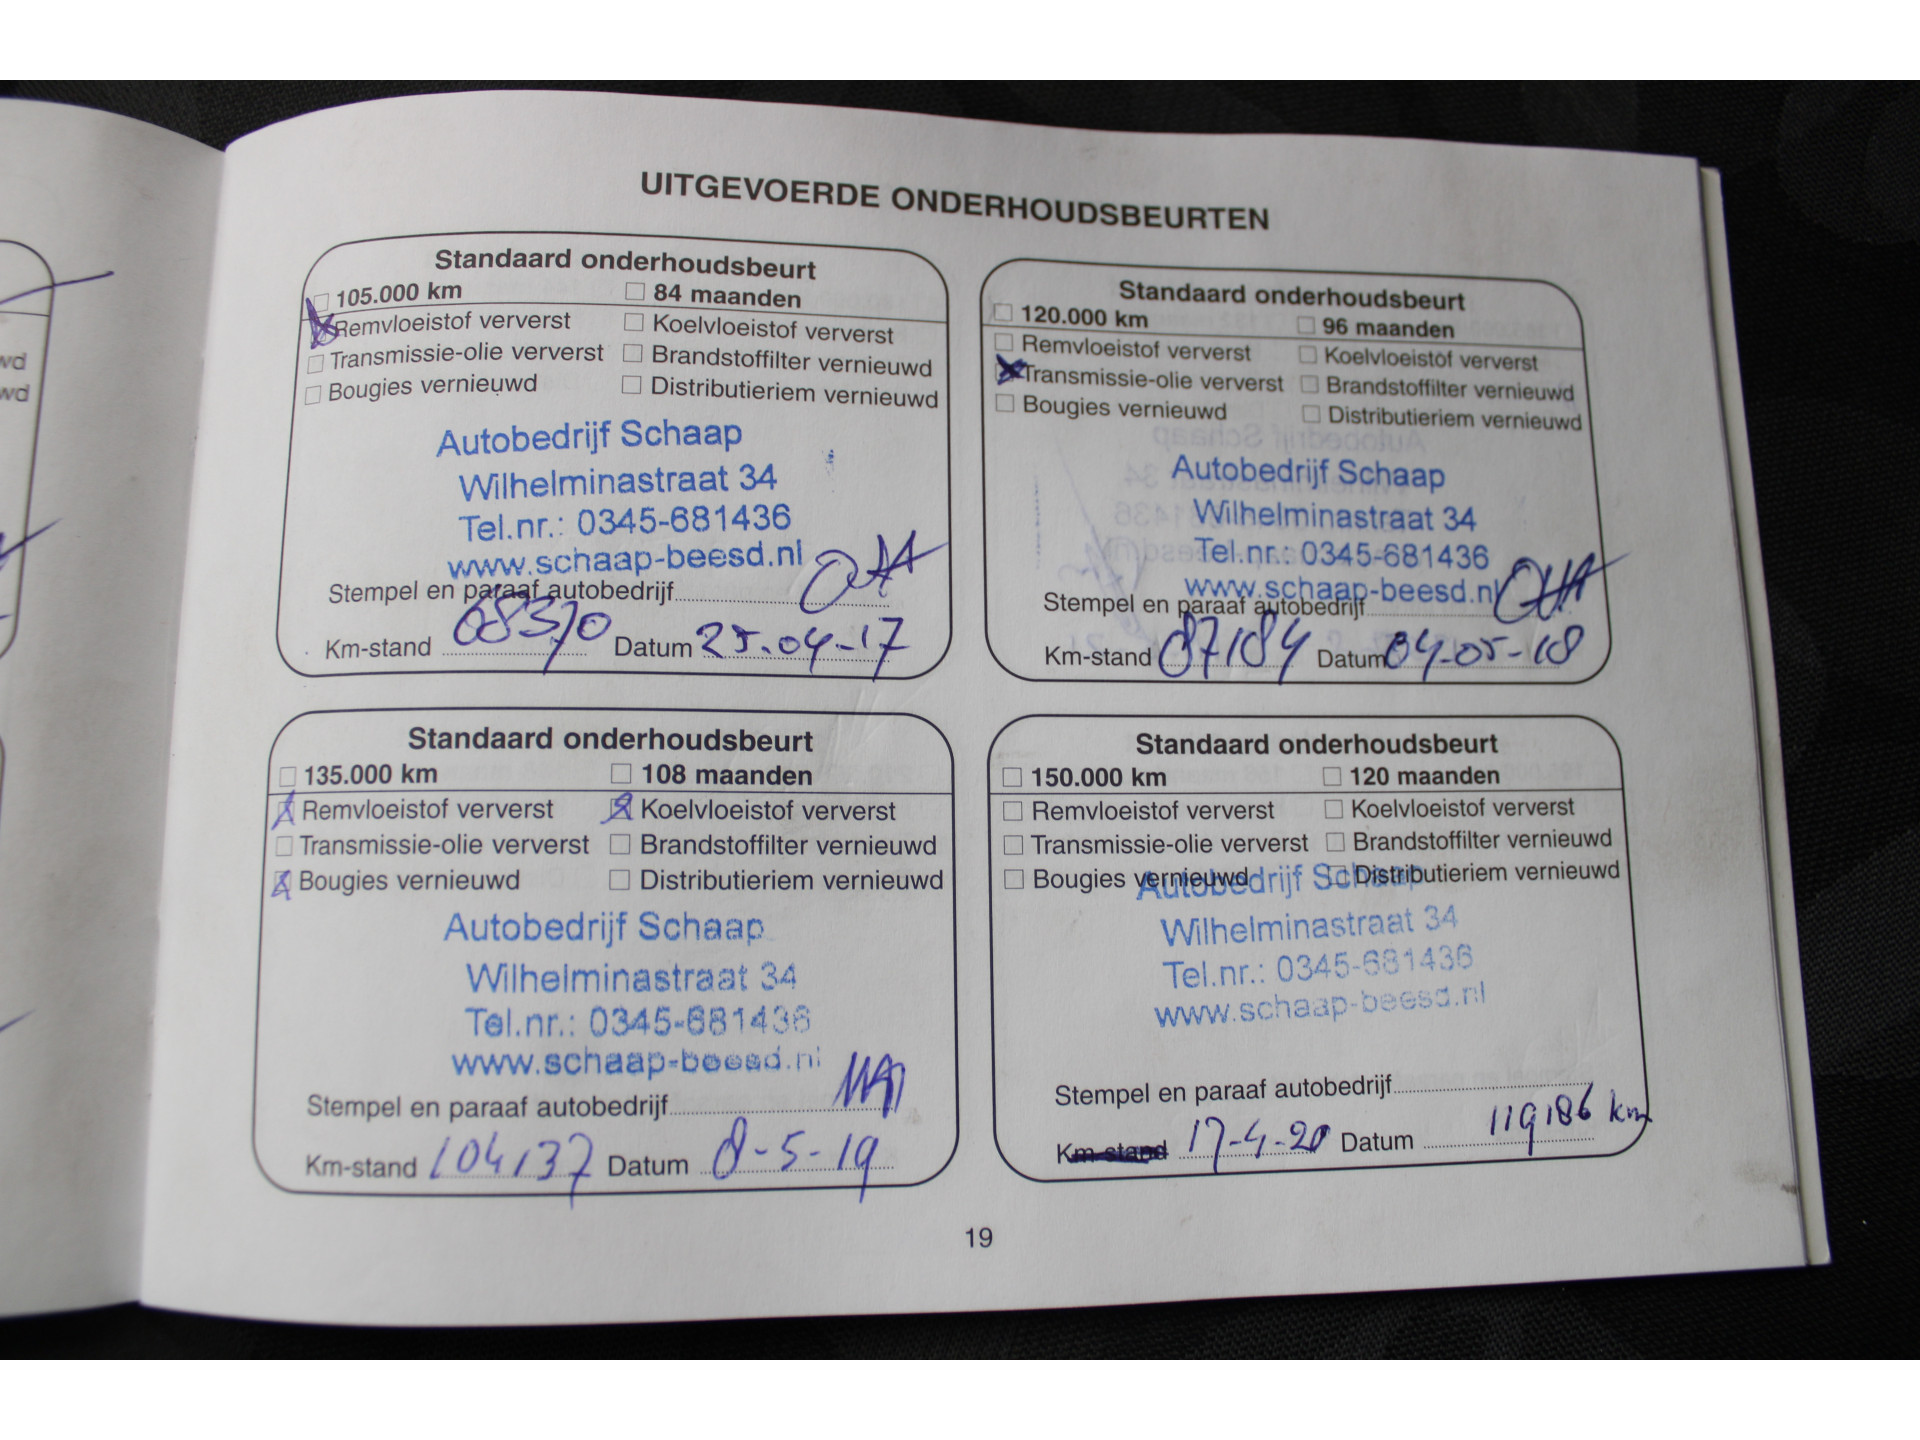 UITGEVOERDE ONDERHOUDSBEURTEN
Standaard onderhoudsbeurt
105.000 km 84 maanden
Remvloeistof ververst Koelvloeistof ververst
Transmissie-olie ververst Brandstoffilter vernieuwd
Bougies vernieuwd Distributieriem vernieuwd
Autobedrijf Schaap
Wilhelminastraat 34
Tel.nr.: 0345-681436
www.schaap-beesd.nl
Stempel en paraaf autobedrijf
Km-stand 68370 Datum 25-04-17
Standaard onderhoudsbeurt
120.000 km 96 maanden
Remvloeistof ververst Koelvloeistof ververst
Transmissie-olie ververst Brandstoffilter vernieuwd
Bougies vernieuwd Distributieriem vernieuwd
Autobedrijf Schaap
Wilhelminastraat 34
Tel.nr.: 0345-681436
www.schaap-beesd.nl
Stempel en paraaf autobedrijf
Km-stand 87184 Datum 04-05-18
Standaard onderhoudsbeurt
135.000 km 108 maanden
Remvloeistof ververst Koelvloeistof ververst
Transmissie-olie ververst Brandstoffilter vernieuwd
Bougies vernieuwd Distributieriem vernieuwd
Autobedrijf Schaap
Wilhelminastraat 34
Tel.nr.: 0345-681436
www.schaap-beesd.nl
Stempel en paraaf autobedrijf
Km-stand 104137 Datum 8-5-19
Standaard onderhoudsbeurt
150.000 km 120 maanden
Remvloeistof ververst Koelvloeistof ververst
Transmissie-olie ververst Brandstoffilter vernieuwd
Bougies vernieuwd Distributieriem vernieuwd
Autobedrijf Schaap
Wilhelminastraat 34
Tel.nr.: 0345-681436
www.schaap-beesd.nl
Stempel en paraaf autobedrijf
Km-stand 17-4-20 Datum 119186 km
19